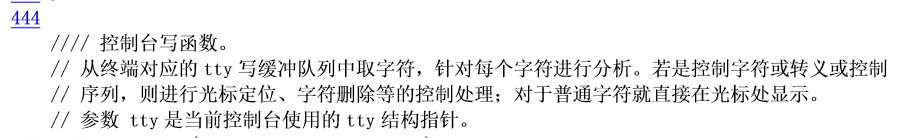 444
//// 控制台写函数。
// 从终端对应的 tty 写缓冲队列中取字符，针对每个字符进行分析。若是控制字符或转义或控制
// 序列，则进行光标定位、字符删除等的控制处理；对于普通字符就直接在光标处显示。
// 参数 tty 是当前控制台使用的 tty 结构指针。